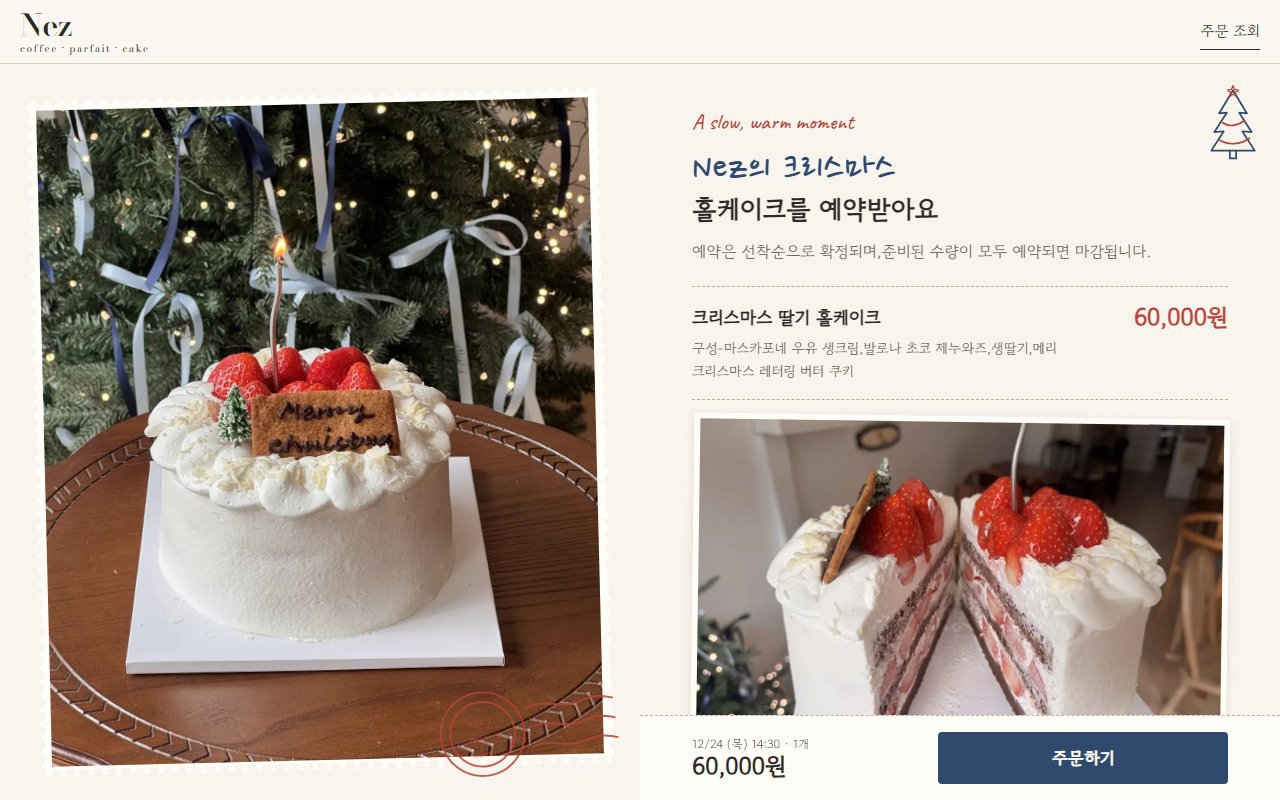 Nez
coffee · parfait · cake
주문 조회
A slow, warm moment
Nez의 크리스마스
홀케이크를 예약받아요
예약은 선착순으로 확정되며,준비된 수량이 모두 예약되면 마감됩니다.
크리스마스 딸기 홀케이크
60,000원
구성-마스카포네 우유 생크림,발로나 초코 제누와즈,생딸기,메리
크리스마스 레터링 버터 쿠키
Merry
christmas
NEZ
12/24 (목) 14:30 · 1개
60,000원
주문하기